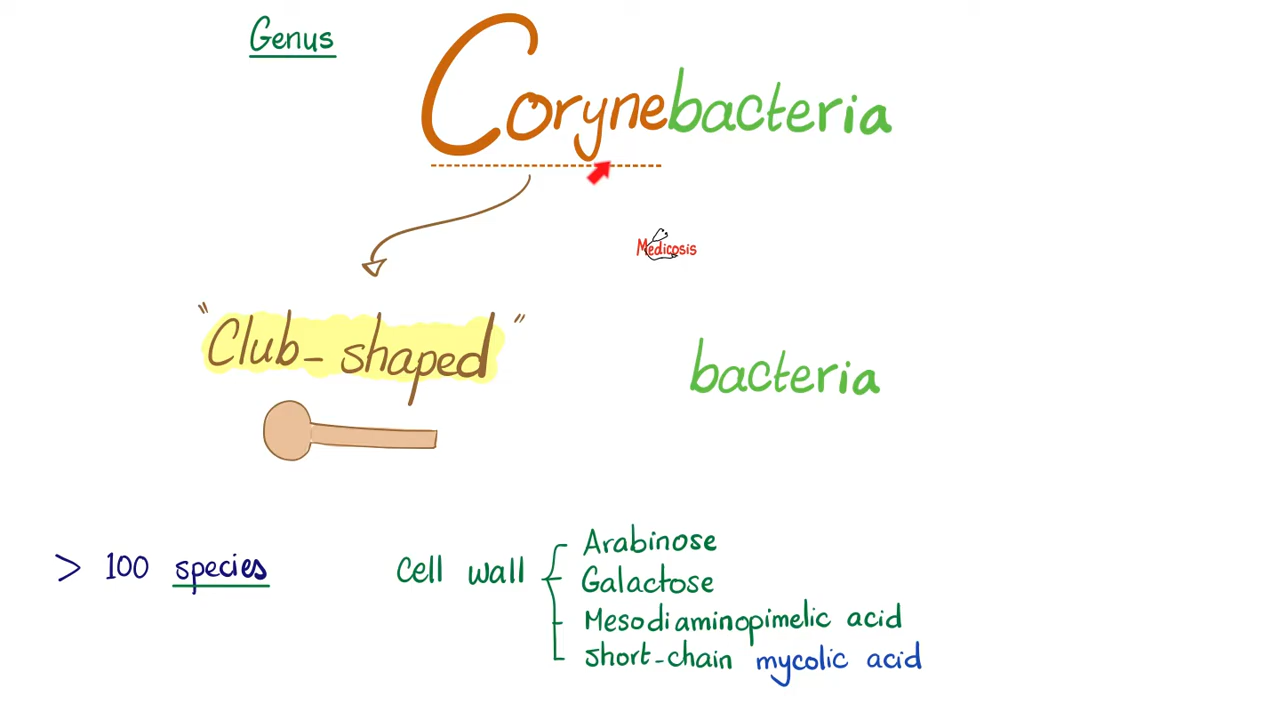 Genus
Corynebacteria
Medicosis
"Club-shaped"
bacteria
> 100 species
Cell wall
Arabinose
Galactose
Mesodiaminopimelic acid
short-chain mycolic acid